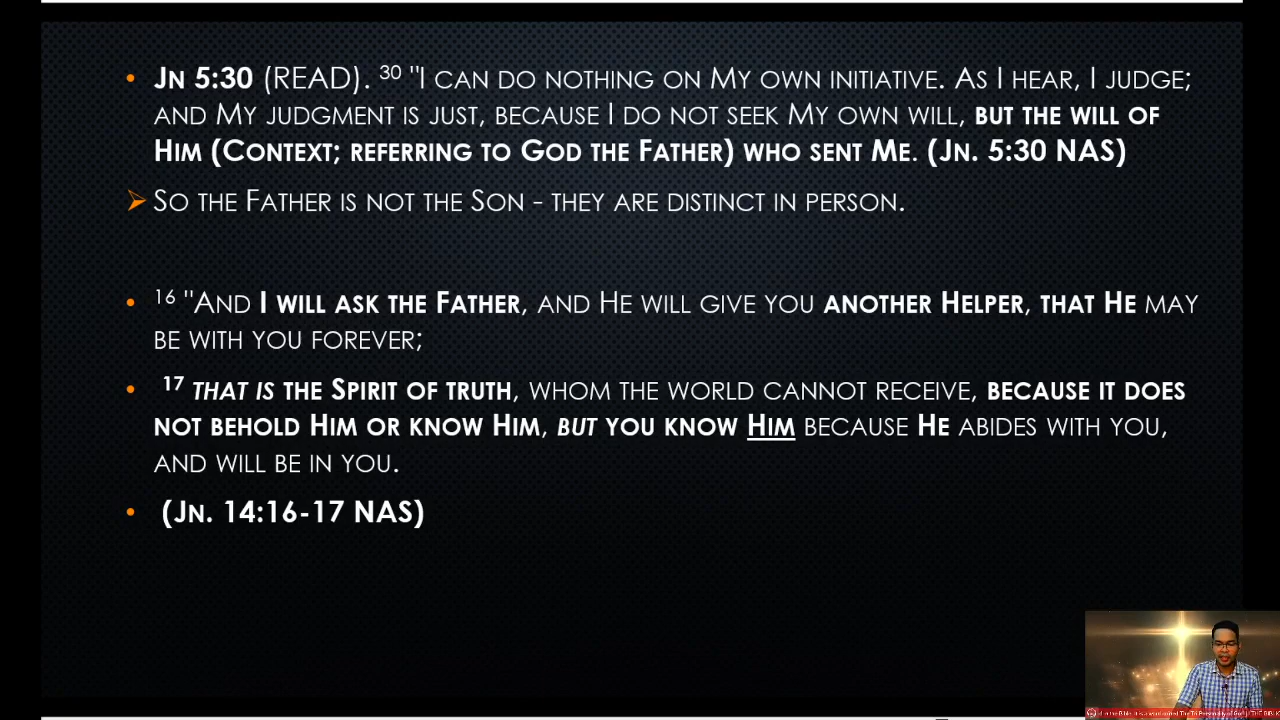 • Jn 5:30 (READ). 30 "I can do nothing on My own initiative. As I hear, I judge;
and My judgment is just, because I do not seek My own will, but the will of
Him (Context; referring to God the Father) who sent Me. (Jn. 5:30 NAS)
So the Father is not the Son - they are distinct in person.
• 16 "And I will ask the Father, and He will give you another Helper, that He may
be with you forever;
• 17 that is the Spirit of truth, whom the world cannot receive, because it does
not behold Him or know Him, but you know Him because He abides with you,
and will be in you.
• (Jn. 14:16-17 NAS)